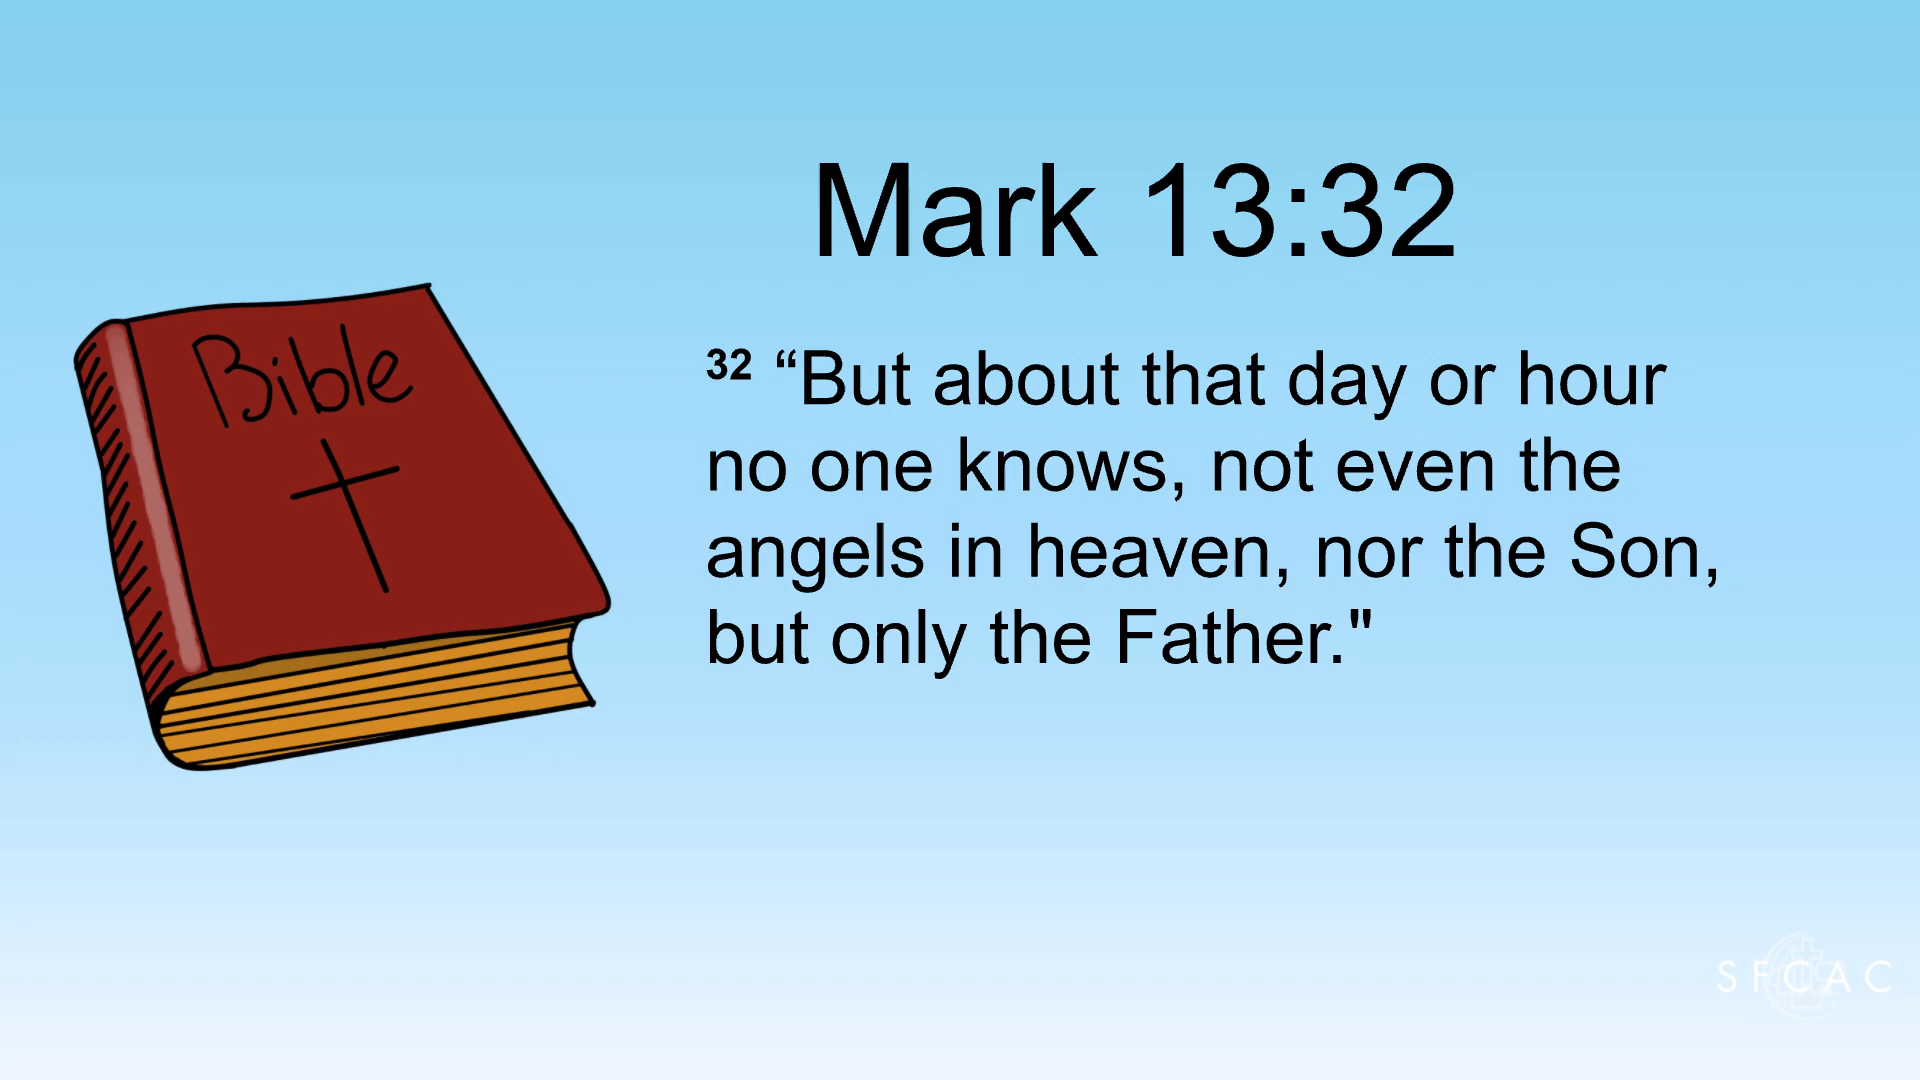 Mark 13:32
Bible
32 “But about that day or hour
no one knows, not even the
angels in heaven, nor the Son,
but only the Father."
SFCAC